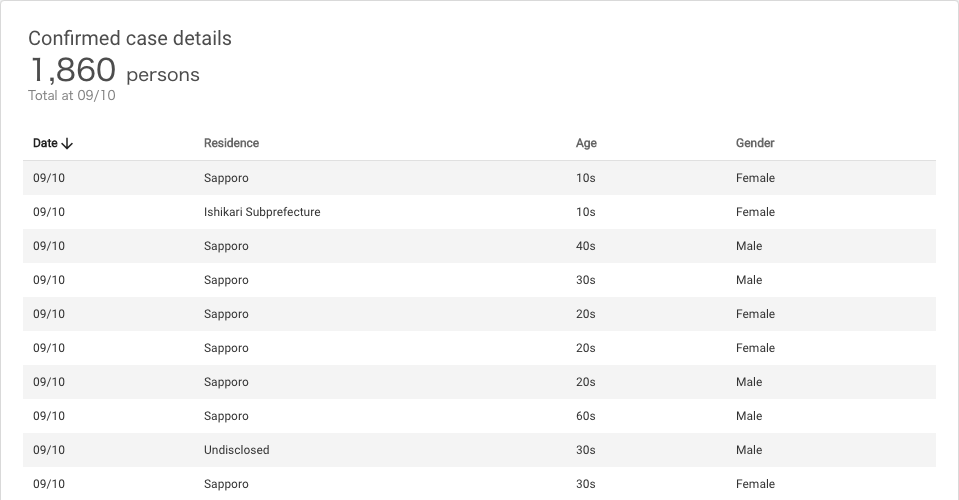 Confirmed case details
1,860 persons
Total at 09/10
Date Residence Age Gender
09/10 Sapporo 10s Female
09/10 Ishikari Subprefecture 10s Female
09/10 Sapporo 40s Male
09/10 Sapporo 30s Male
09/10 Sapporo 20s Female
09/10 Sapporo 20s Female
09/10 Sapporo 20s Male
09/10 Sapporo 60s Male
09/10 Undisclosed 30s Male
09/10 Sapporo 30s Female